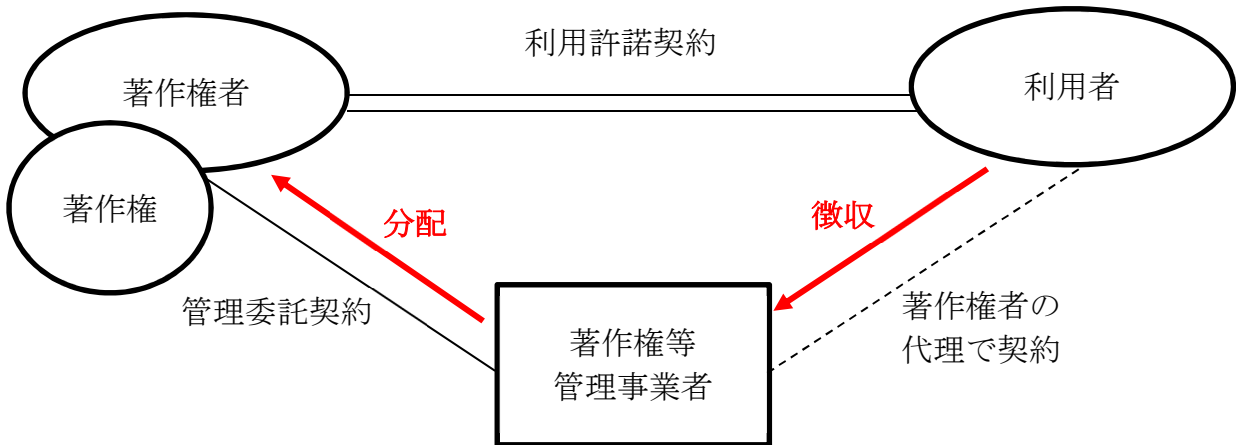 利用許諾契約
著作権者
利用者
著作権
分配
徴収
管理委託契約
著作権等
管理事業者
著作権者の
代理で契約